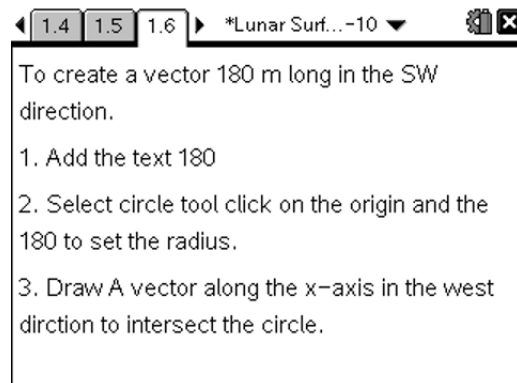 1.4 1.5 1.6 *Lunar Surf...-10
To create a vector 180 m long in the SW
direction.
1. Add the text 180
2. Select circle tool click on the origin and the
180 to set the radius.
3. Draw A vector along the x-axis in the west
dirction to intersect the circle.